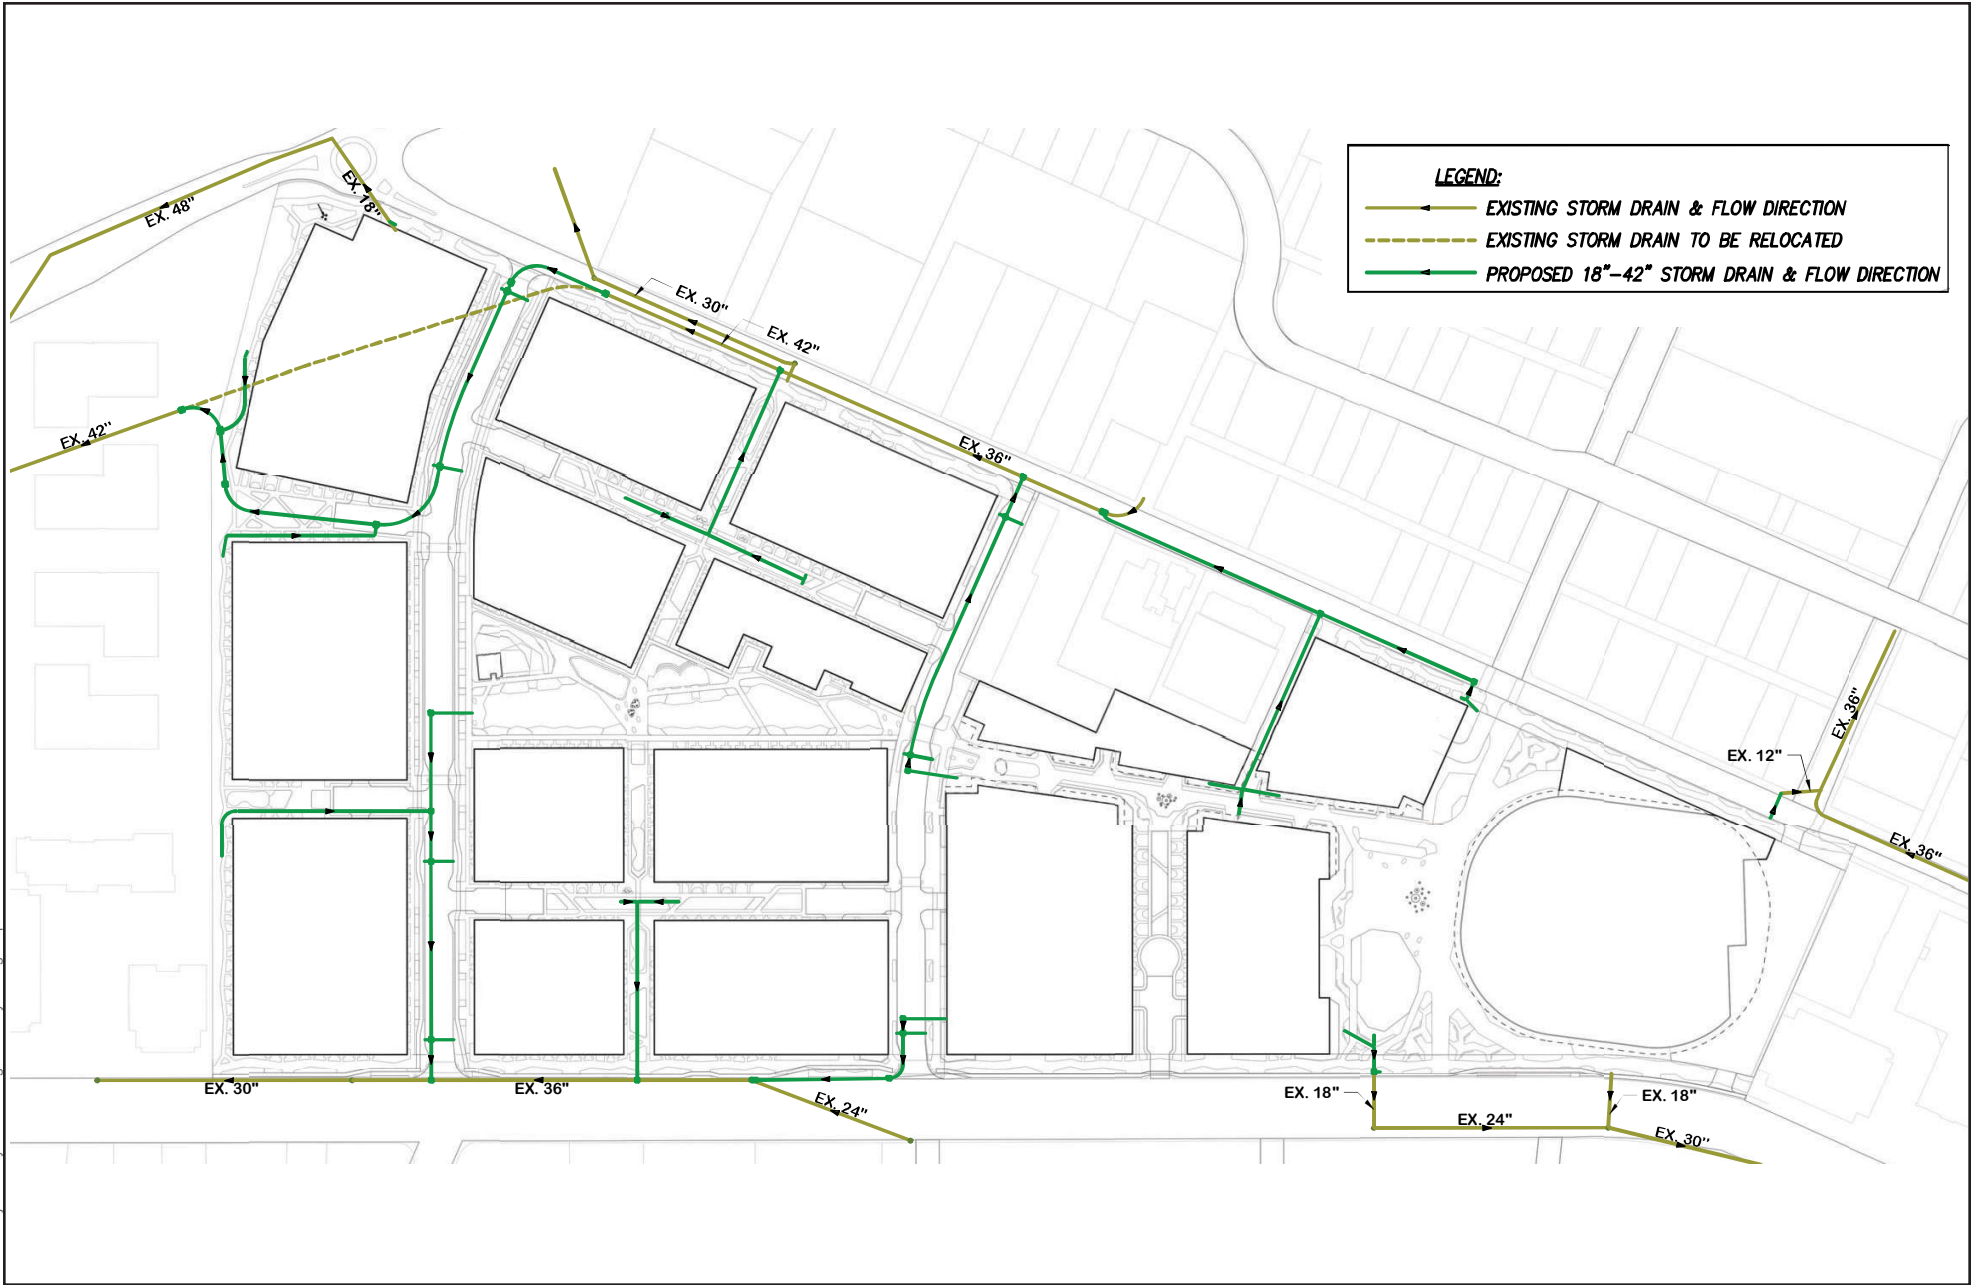 LEGEND:
EXISTING STORM DRAIN & FLOW DIRECTION
EXISTING STORM DRAIN TO BE RELOCATED
PROPOSED 18"-42" STORM DRAIN & FLOW DIRECTION
EX. 48"
EX. 18"
EX. 30"
EX. 42"
EX. 42"
EX. 36"
EX. 36"
EX. 12"
EX. 36"
EX. 30"
EX. 36"
EX. 24"
EX. 18"
EX. 24"
EX. 18"
EX. 30"